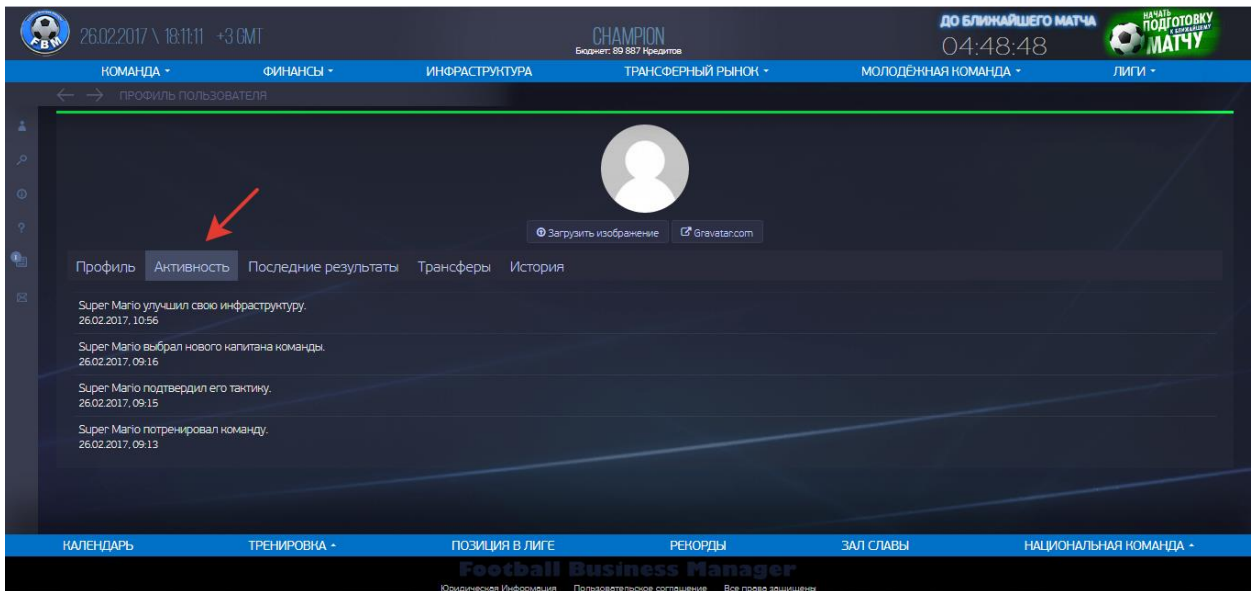 FBM
26.02.2017 \ 18:11:11 +3 GMT
CHAMPION
Бюджет: 89 887 Кредитов
ДО БЛИЖАЙШЕГО МАТЧА
04:48:48
НАЧАТЬ
ПОДГОТОВКУ
К БЛИЖАЙШЕМУ
МАТЧУ
КОМАНДА ФИНАНСЫ ИНФРАСТРУКТУРА ТРАНСФЕРНЫЙ РЫНОК МОЛОДЁЖНАЯ КОМАНДА ЛИГИ
ПРОФИЛЬ ПОЛЬЗОВАТЕЛЯ
Загрузить изображение Gravatar.com
Профиль Активность Последние результаты Трансферы История
Super Mario улучшил свою инфраструктуру.
26.02.2017, 10:56
Super Mario выбрал нового капитана команды.
26.02.2017, 09:16
Super Mario подтвердил его тактику.
26.02.2017, 09:15
Super Mario потренировал команду.
26.02.2017, 09:13
КАЛЕНДАРЬ ТРЕНИРОВКА ПОЗИЦИЯ В ЛИГЕ РЕКОРДЫ ЗАЛ СЛАВЫ НАЦИОНАЛЬНАЯ КОМАНДА
Football Business Manager
Юридическая Информация Пользовательское соглашение Все права защищены